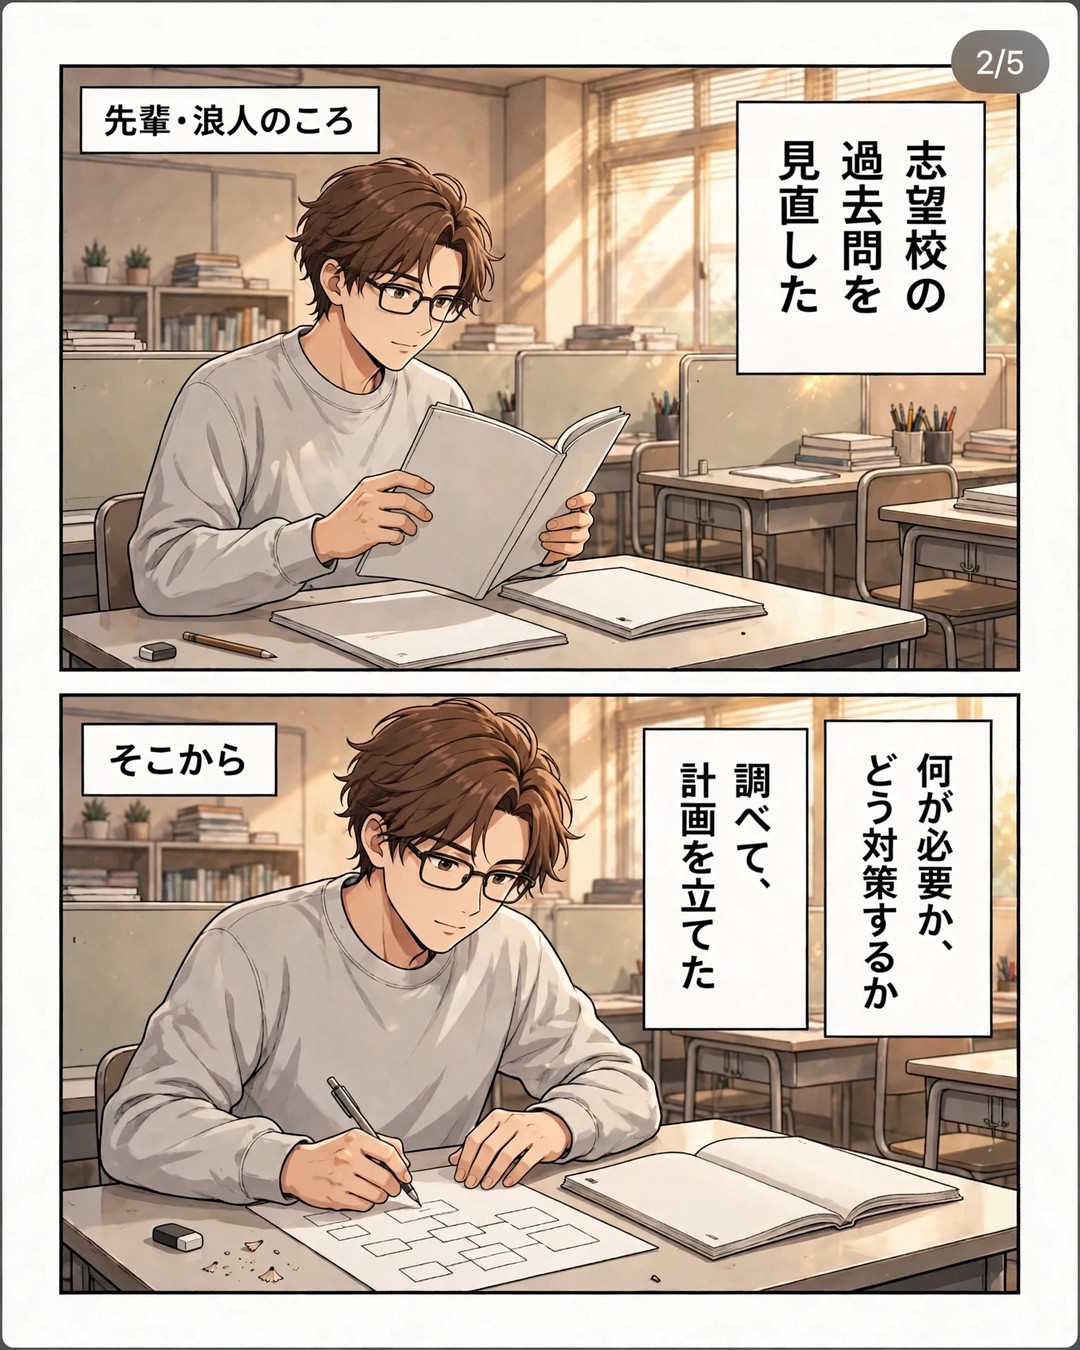 2/5
先輩・浪人のころ
志望校の
過去問を
見直した
そこから
何が必要か、
どう対策するか
調べて、
計画を立てた